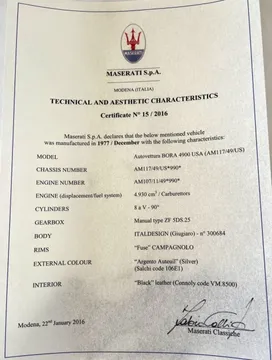 MASERATI S.p.A.
MODENA (ITALIA)
TECHNICAL AND AESTHETIC CHARACTERISTICS
Certificate N° 15 / 2016
Maserati S.p.A. declares that the below mentioned vehicle
was manufactured in 1977 / December with the following characteristics:
MODEL Autovettura BORA 4900 USA (AM117/49/US)
CHASSIS NUMBER AM117/49/US*990*
ENGINE NUMBER AM107/11/49*990*
ENGINE (displacement/fuel system) 4.930 cm³ / Carburettors
CYLINDERS 8 a V - 90°
GEARBOX Manual type ZF 5DS.25
BODY ITALDESIGN (Giugiaro) - n° 300684
RIMS "Fuse" CAMPAGNOLO
EXTERNAL COLOUR "Argento Auteuil" (Silver)
(Salchi code 106E1)
INTERIOR "Black" leather (Connoly code VM.8500)
Modena, 22nd January 2016
Maserati Classiche